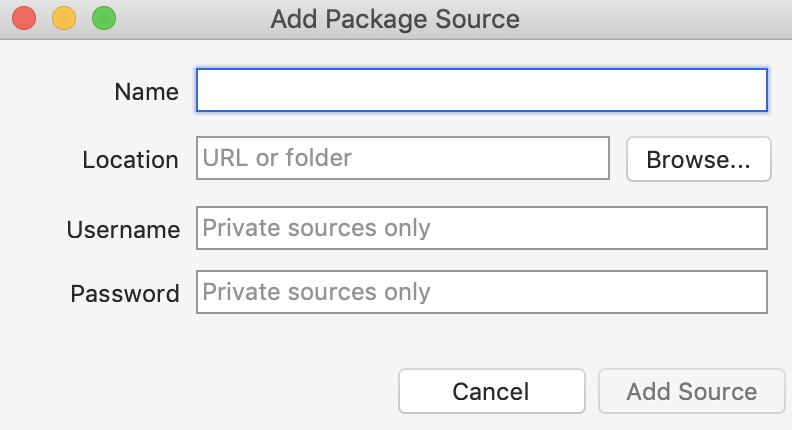 Add Package Source
Name
Location URL or folder Browse...
Username Private sources only
Password Private sources only
Cancel Add Source